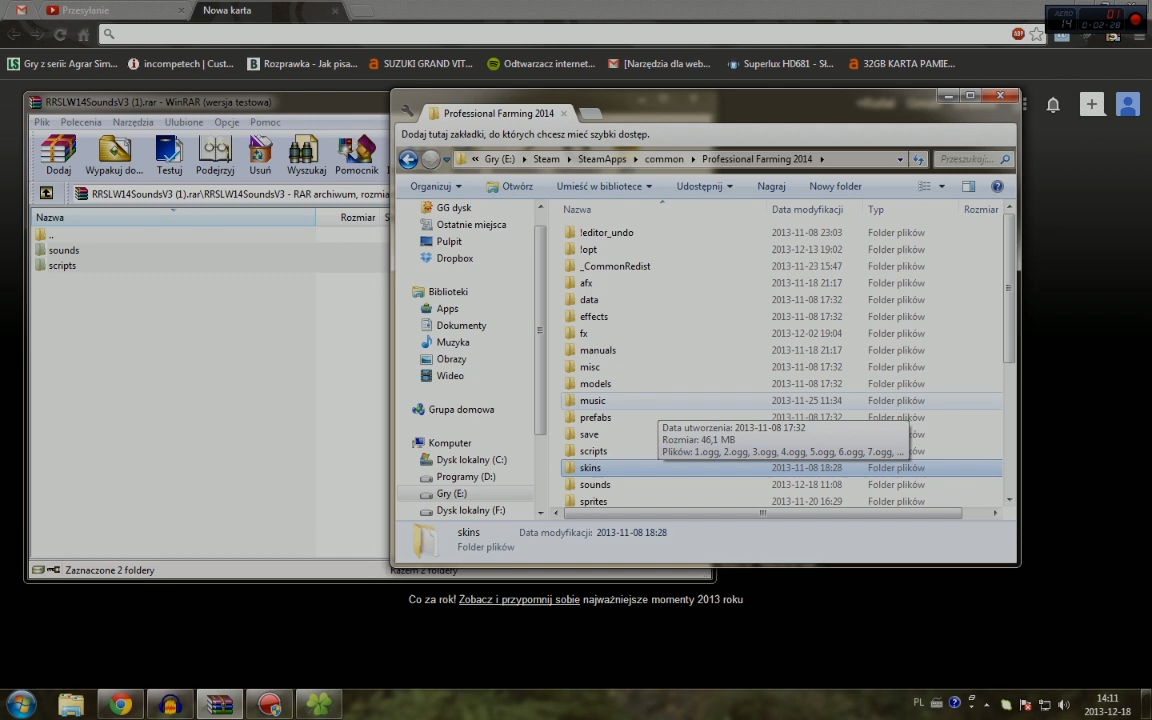 Przesyłanie
Nowa karta
AERO
14
01
0:02:28
Gry z serii: Agrar Sim...
incompetech | Cust...
Rozprawka - Jak pisa...
SUZUKI GRAND VIT...
Odtwarzacz internet...
[Narzędzia dla web...
Superlux HD681 - Sł...
32GB KARTA PAMIE...
RRSLW14SoundsV3 (1).rar - WinRAR (wersja testowa)
Plik Polecenia Narzędzia Ulubione Opcje Pomoc
Dodaj Wypakuj do... Testuj Podejrzyj Usuń Wyszukaj Pomocnik
RRSLW14SoundsV3 (1).rar\RRSLW14SoundsV3 - RAR archiwum, rozmia
Nazwa Rozmiar S
..
sounds
scripts
Zaznaczone 2 foldery
Razem 2 foldery
Professional Farming 2014
Dodaj tutaj zakładki, do których chcesz mieć szybki dostęp.
« Gry (E:) Steam SteamApps common Professional Farming 2014
Przeszukaj:...
Organizuj Otwórz Umieść w bibliotece Udostępnij Nagraj Nowy folder
GG dysk
Ostatnie miejsca
Pulpit
Dropbox
Biblioteki
Apps
Dokumenty
Muzyka
Obrazy
Wideo
Grupa domowa
Komputer
Dysk lokalny (C:)
Programy (D:)
Gry (E:)
Dysk lokalny (F:)
Nazwa Data modyfikacji Typ Rozmiar
!editor_undo 2013-11-08 23:03 Folder plików
!opt 2013-12-13 19:02 Folder plików
_CommonRedist 2013-11-23 15:47 Folder plików
afx 2013-11-18 21:17 Folder plików
data 2013-11-08 17:32 Folder plików
effects 2013-11-08 17:32 Folder plików
fx 2013-12-02 19:04 Folder plików
manuals 2013-11-18 21:17 Folder plików
misc 2013-11-08 17:32 Folder plików
models 2013-11-08 17:32 Folder plików
music 2013-11-25 11:34 Folder plików
prefabs 2013-11-08 17:32 Folder plików
save
scripts
skins 2013-11-08 18:28 Folder plików
sounds 2013-12-18 11:08 Folder plików
sprites 2013-11-20 16:29 Folder plików
Data utworzenia: 2013-11-08 17:32
Rozmiar: 46,1 MB
Plików: 1.ogg, 2.ogg, 3.ogg, 4.ogg, 5.ogg, 6.ogg, 7.ogg, ...
skins Data modyfikacji: 2013-11-08 18:28
Folder plików
Co za rok! Zobacz i przypomnij sobie najważniejsze momenty 2013 roku
PL
14:11
2013-12-18